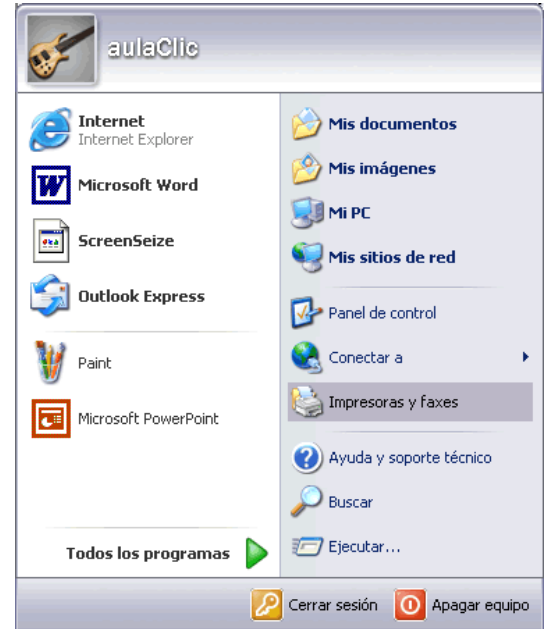 aulaClic
Internet
Internet Explorer
Microsoft Word
ScreenSeize
Outlook Express
Paint
Microsoft PowerPoint
Todos los programas
Mis documentos
Mis imágenes
Mi PC
Mis sitios de red
Panel de control
Conectar a
Impresoras y faxes
Ayuda y soporte técnico
Buscar
Ejecutar...
Cerrar sesión
Apagar equipo